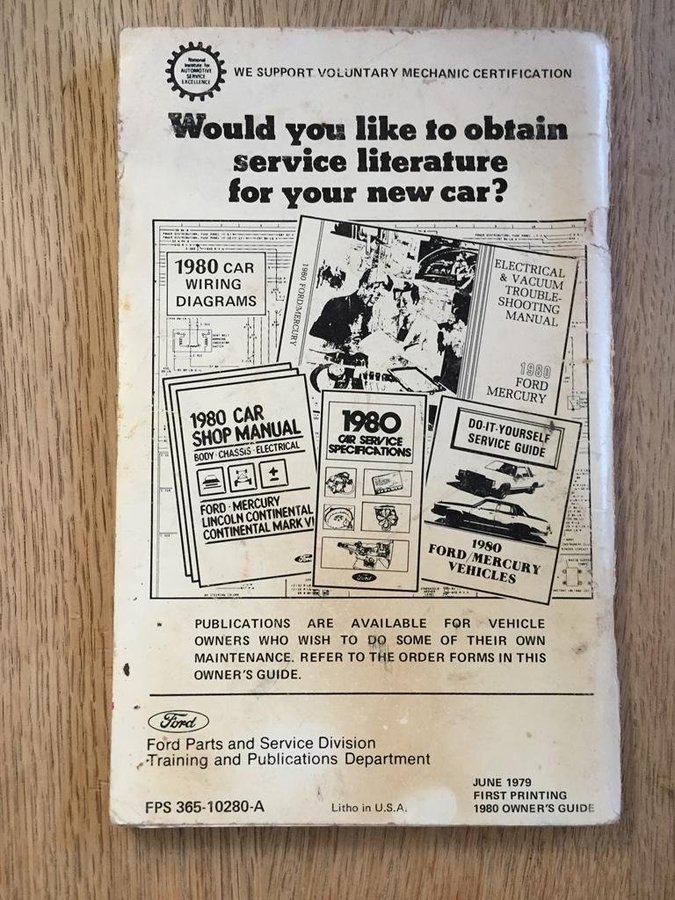 National
Institute for
AUTOMOTIVE
SERVICE
EXCELLENCE
WE SUPPORT VOLUNTARY MECHANIC CERTIFICATION
Would you like to obtain
service literature
for your new car?
1980 CAR
WIRING
DIAGRAMS
1980 FORD/MERCURY
ELECTRICAL
& VACUUM
TROUBLE-
SHOOTING
MANUAL
1980
FORD
MERCURY
1980 CAR
SHOP MANUAL
BODY · CHASSIS · ELECTRICAL
FORD · MERCURY
LINCOLN CONTINENTAL
CONTINENTAL MARK VI
Ford
1980
CAR SERVICE
SPECIFICATIONS
Ford
DO-IT-YOURSELF
SERVICE GUIDE
1980
FORD/MERCURY
VEHICLES
PUBLICATIONS ARE AVAILABLE FOR VEHICLE
OWNERS WHO WISH TO DO SOME OF THEIR OWN
MAINTENANCE. REFER TO THE ORDER FORMS IN THIS
OWNER'S GUIDE.
Ford
Ford Parts and Service Division
Training and Publications Department
JUNE 1979
FIRST PRINTING
FPS 365-10280-A Litho in U.S.A. 1980 OWNER'S GUIDE